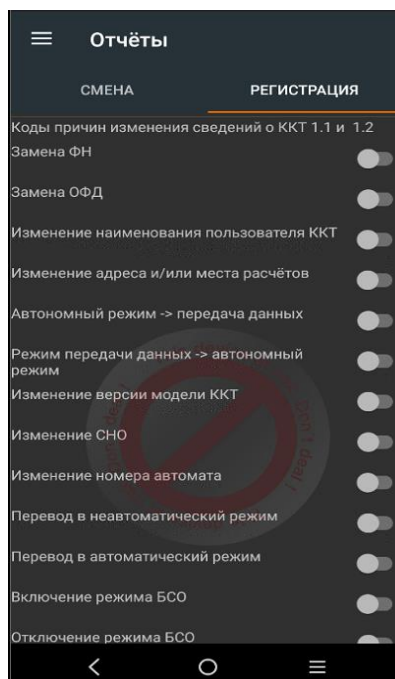 Отчёты
СМЕНА РЕГИСТРАЦИЯ
Коды причин изменения сведений о ККТ 1.1 и 1.2
Замена ФН
Замена ОФД
Изменение наименования пользователя ККТ
Изменение адреса и/или места расчётов
Автономный режим -> передача данных
Режим передачи данных -> автономный
режим
Изменение версии модели ККТ
Изменение СНО
Изменение номера автомата
Перевод в неавтоматический режим
Перевод в автоматический режим
Включение режима БСО
Отключение режима БСО